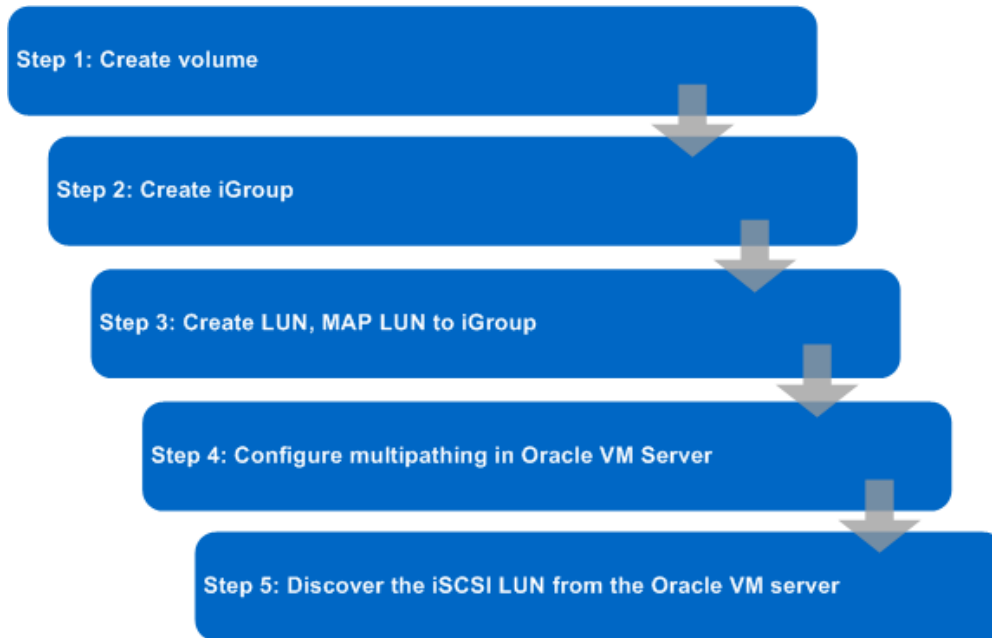 Step 1: Create volume
Step 2: Create iGroup
Step 3: Create LUN, MAP LUN to iGroup
Step 4: Configure multipathing in Oracle VM Server
Step 5: Discover the iSCSI LUN from the Oracle VM server